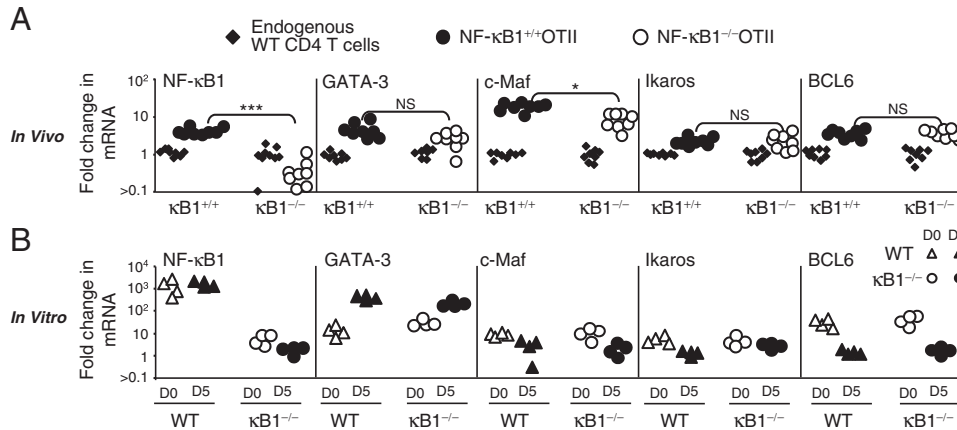 A
Endogenous
WT CD4 T cells
NF-κB1+/+OTII
NF-κB1−/−OTII
NF-κB1 GATA-3 c-Maf Ikaros BCL6
In Vivo
Fold change in
mRNA
10²
10
1
>0.1
*** NS * NS NS
κB1+/+ κB1−/− κB1+/+ κB1−/− κB1+/+ κB1−/− κB1+/+ κB1−/− κB1+/+ κB1−/−
B
NF-κB1 GATA-3 c-Maf Ikaros BCL6
D0 D
WT
κB1−/−
In Vitro
Fold change in
mRNA
10⁴
10³
10²
10
1
>0.1
D0 D5 D0 D5 D0 D5 D0 D5 D0 D5 D0 D5 D0 D5 D0 D5 D0 D5 D0 D5
WT κB1−/− WT κB1−/− WT κB1−/− WT κB1−/− WT κB1−/−